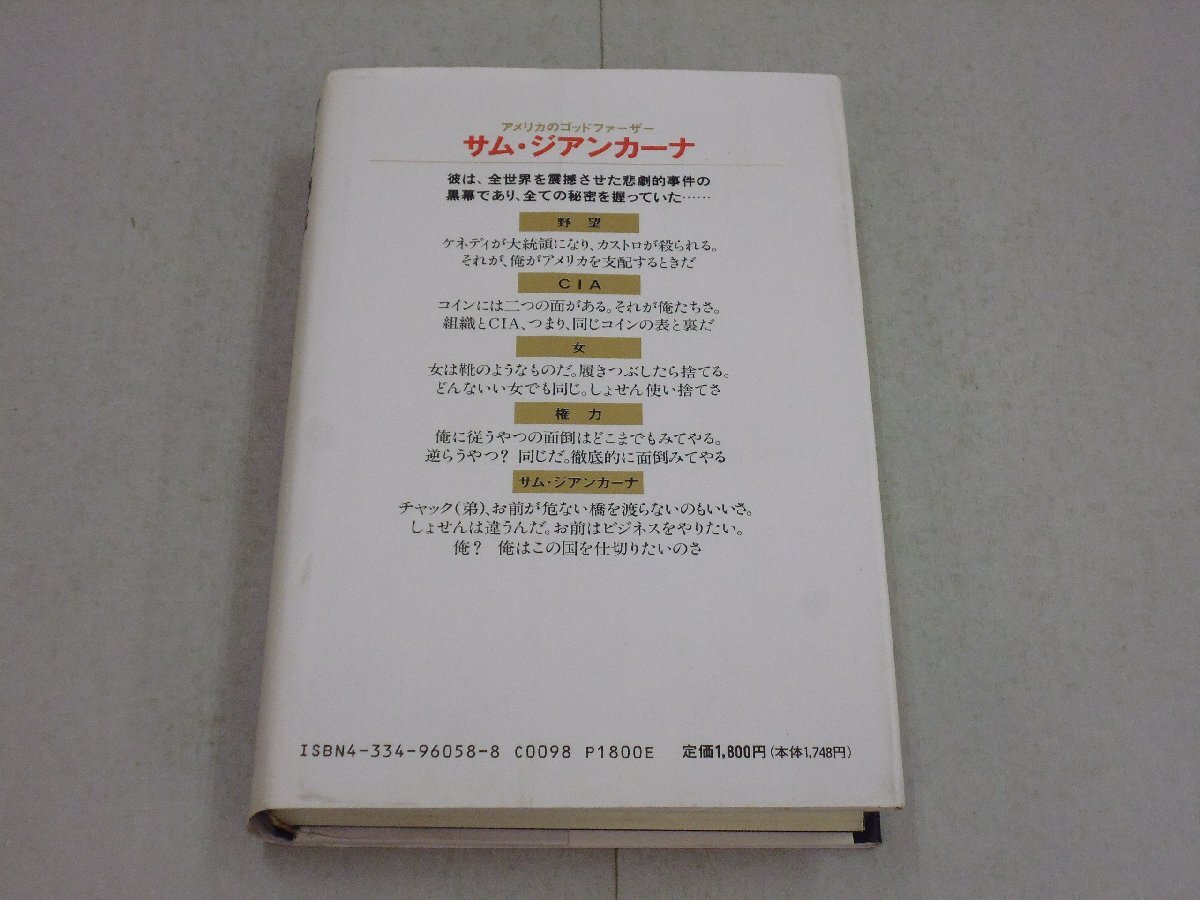 アメリカのゴッドファーザー
サム・ジアンカーナ
彼は、全世界を震撼させた悲劇的事件の
黒幕であり、全ての秘密を握っていた……
野望
ケネディが大統領になり、カストロが殺られる。
それが、俺がアメリカを支配するときだ
CIA
コインには二つの面がある。それが俺たちさ。
組織とCIA、つまり、同じコインの表と裏だ
女
女は靴のようなものだ。履きつぶしたら捨てる。
どんないい女でも同じ。しょせん使い捨てさ
権力
俺に従うやつの面倒はどこまでもみてやる。
逆らうやつ? 同じだ。徹底的に面倒みてやる
サム・ジアンカーナ
チャック(弟)、お前が危ない橋を渡らないのもいいさ。
しょせんは違うんだ。お前はビジネスをやりたい。
俺? 俺はこの国を仕切りたいのさ
ISBN4-334-96058-8 C0098 P1800E 定価1,800円(本体1,748円)